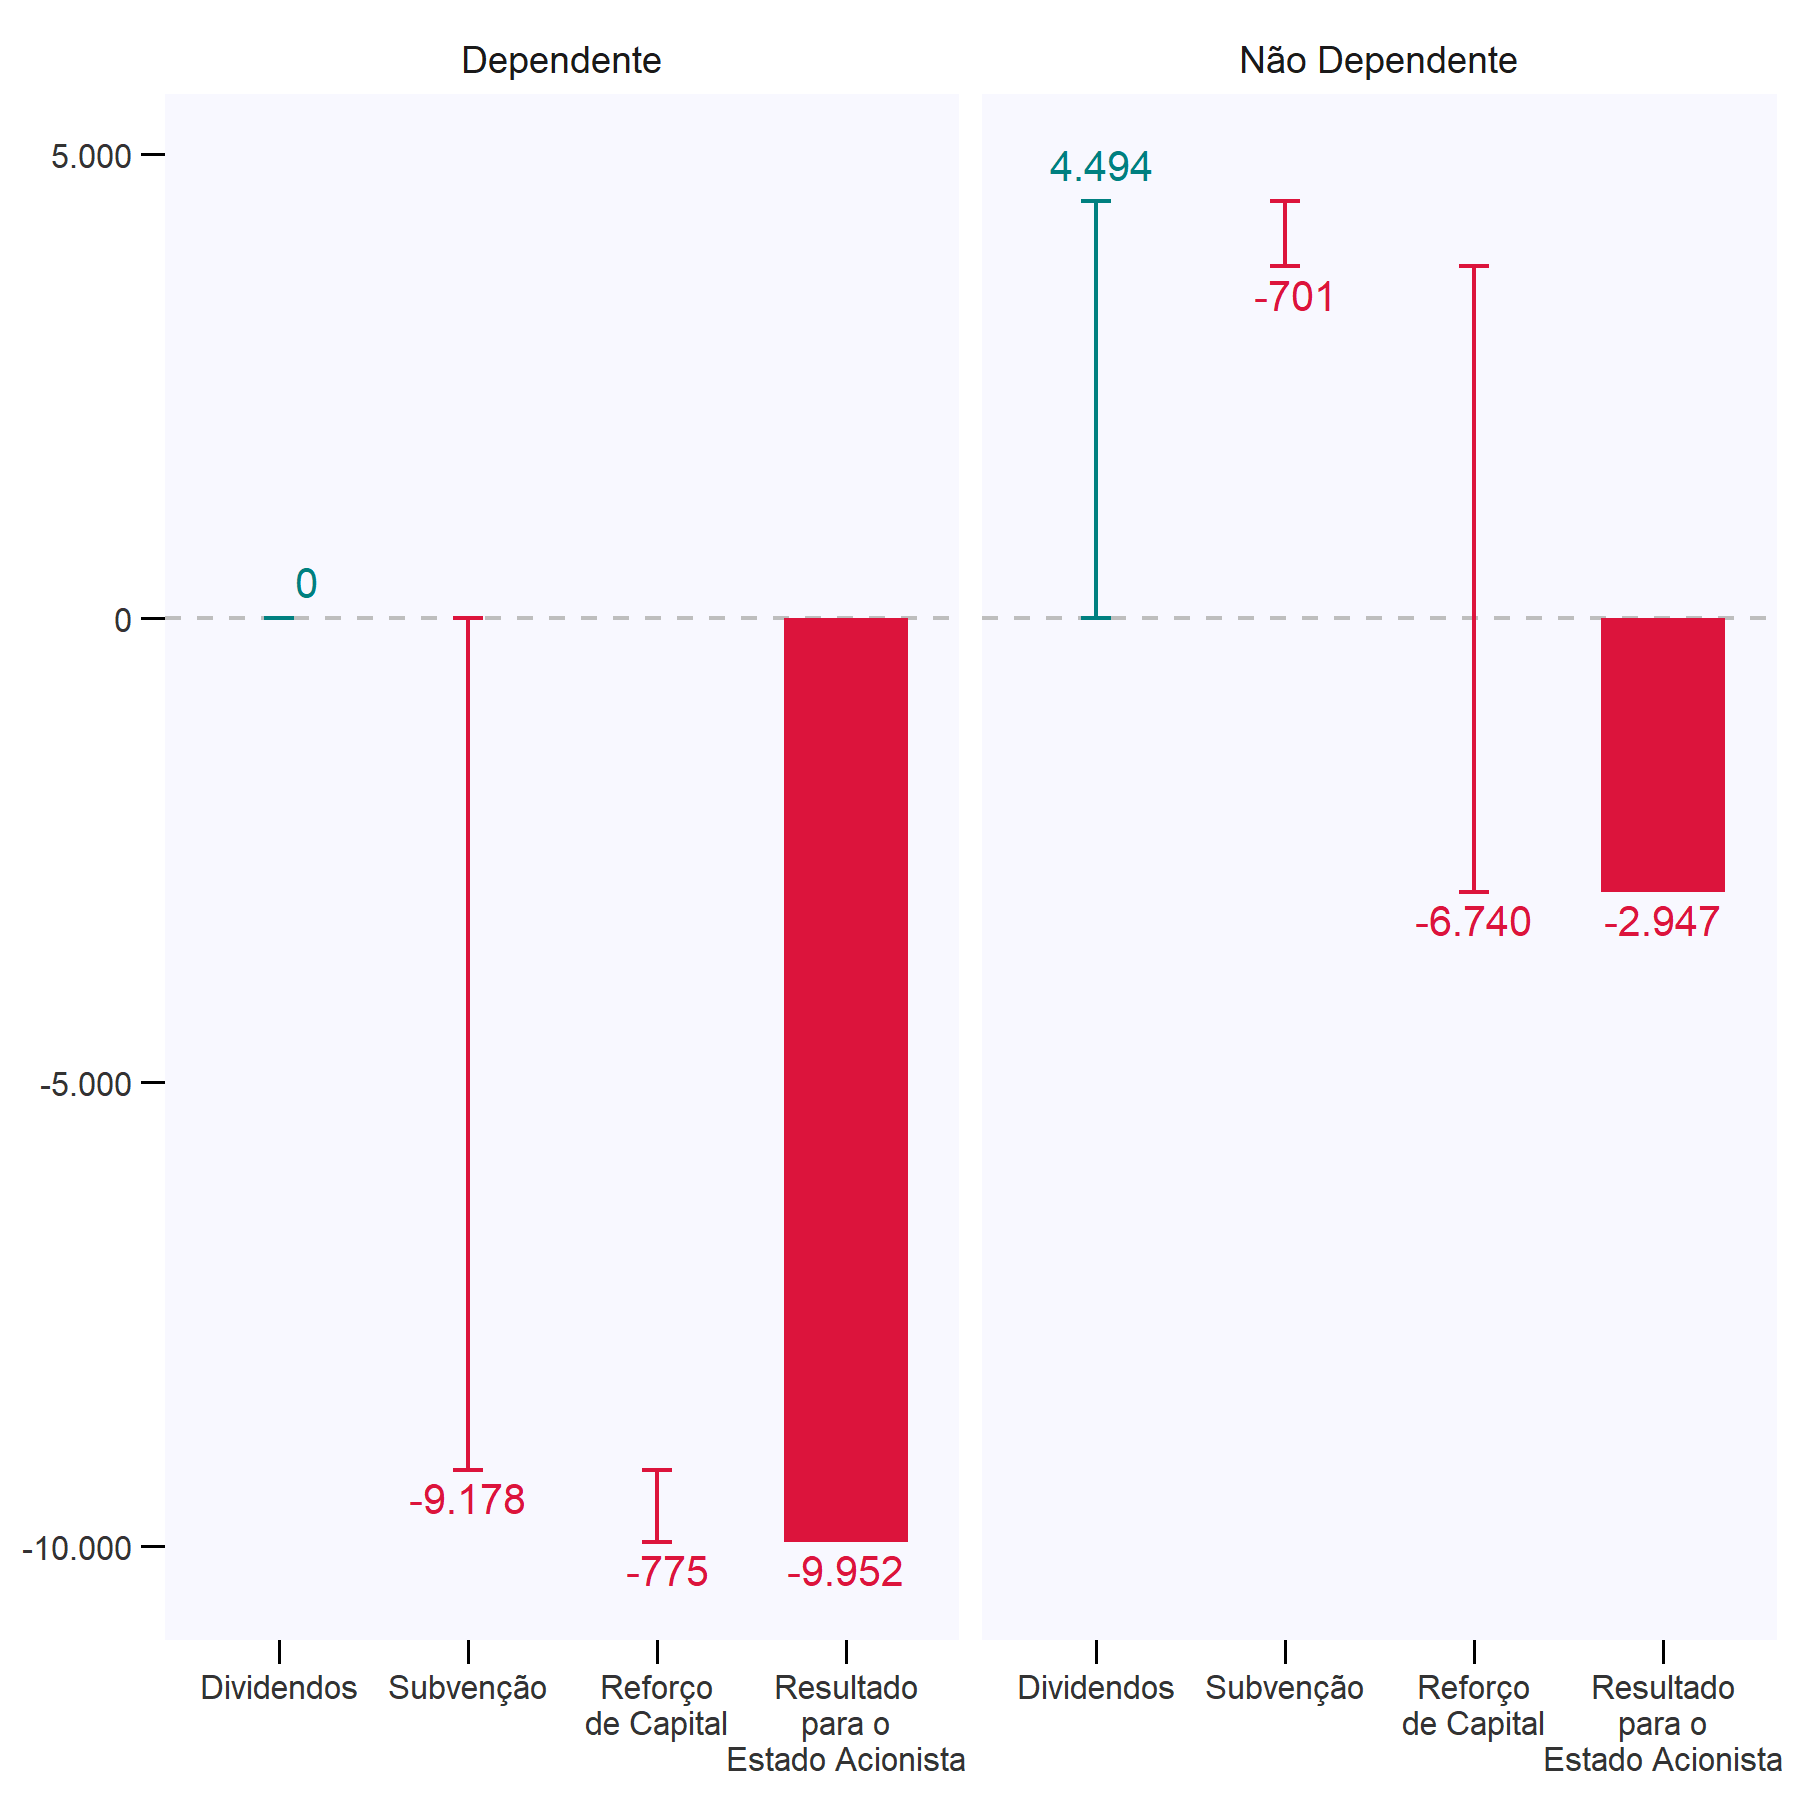 Dependente
Não Dependente
5.000
0
-5.000
-10.000
0
-9.178
-775
-9.952
4.494
-701
-6.740
-2.947
Dividendos
Subvenção
Reforço
de Capital
Resultado
para o
Estado Acionista
Dividendos
Subvenção
Reforço
de Capital
Resultado
para o
Estado Acionista